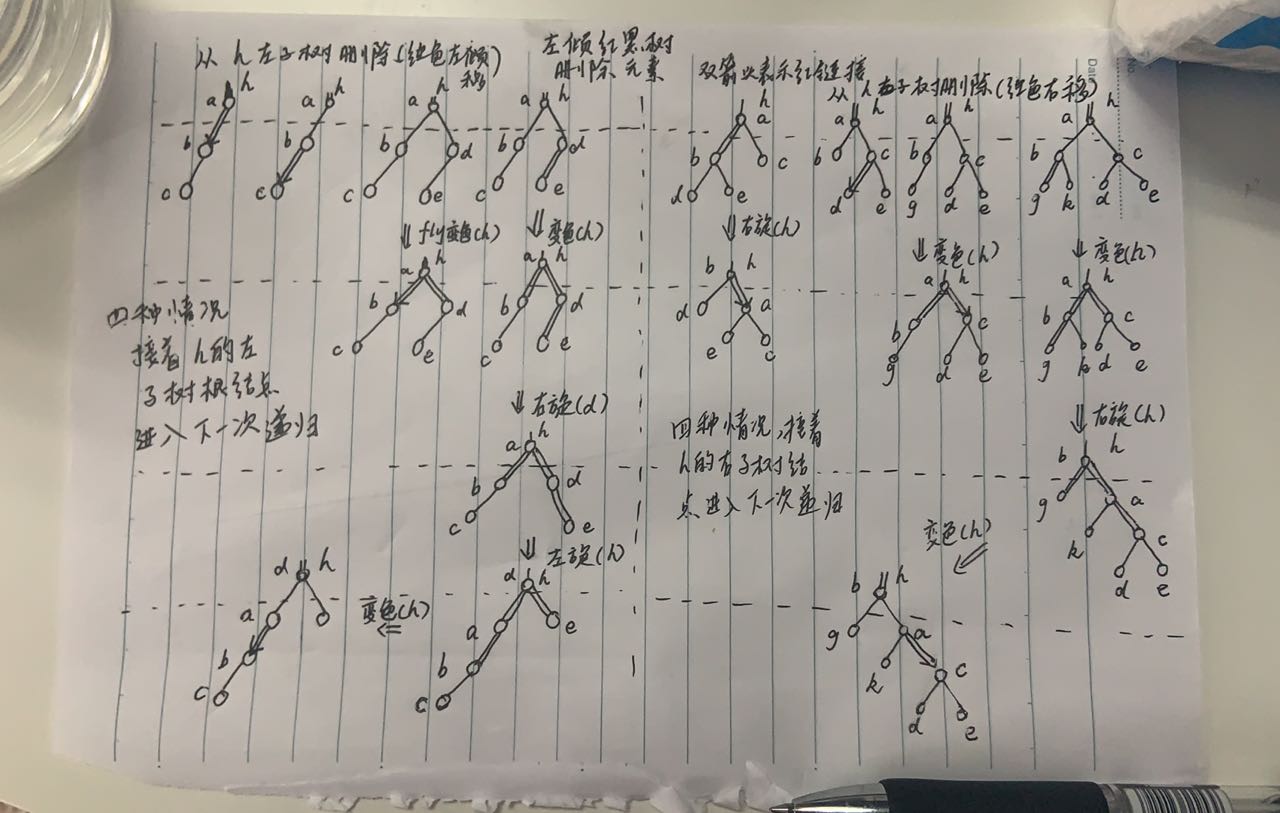 从 h 左子树删除(红色左倾
移)
左倾红黑树
删除元素
双箭头表示红链接
从 h 右子树删除(红色右移)
Date
No.
a h
b
c
a h
b
c
a h
b d
c e
a h
b d
c e
h
a
b c
d e
a h
b c
d e
a h
b c
g d e
a h
b c
g k d e
⇓ fly变色(h)
⇓ 变色(h)
⇓ 右旋(h)
⇓ 变色(h)
⇓ 变色(h)
a h
b d
c e
a h
b d
c e
b h
d a
e c
a h
b c
g d e
a h
b c
g k d e
四种情况
接着 h的左
子树根结点
进入下一次递归
⇓ 右旋(d)
a h
b d
c e
四种情况,接着
h的右子树结
点进入下一次递归
⇓ 右旋(h)
b h
g a
k c
d e
⇓ 左旋(h)
d h
a e
b
c
变色(h)
⇐
d h
a
b
c
变色(h)
b h
g a
k c
d e